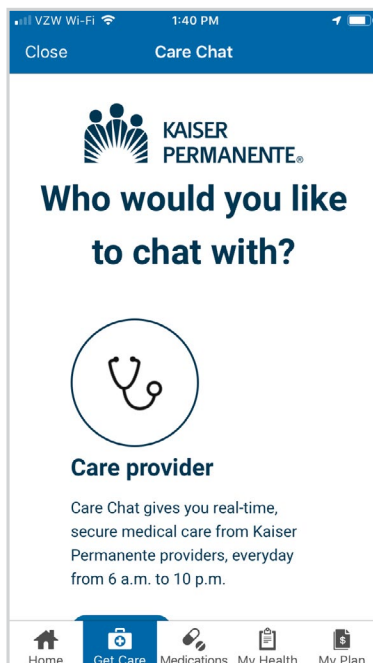 VZW Wi-Fi 1:40 PM
Close Care Chat
KAISER
PERMANENTE®
Who would you like
to chat with?
Care provider
Care Chat gives you real-time,
secure medical care from Kaiser
Permanente providers, everyday
from 6 a.m. to 10 p.m.
Home Get Care Medications My Health My Plan